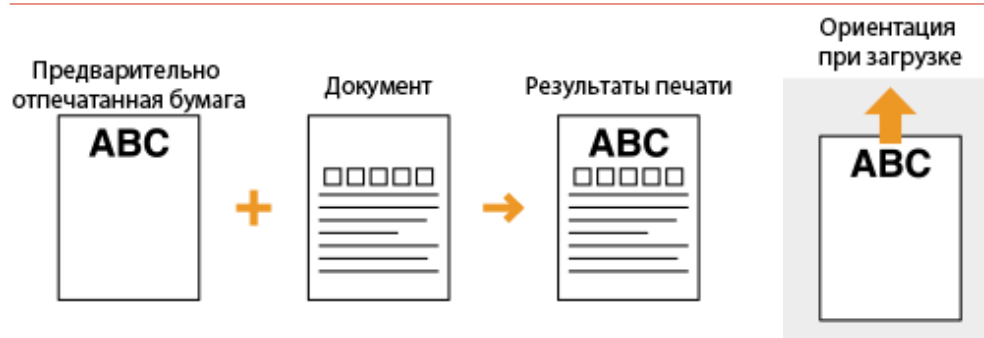 Предварительно
отпечатанная бумага
Документ
Результаты печати
Ориентация
при загрузке
ABC
ABC
ABC